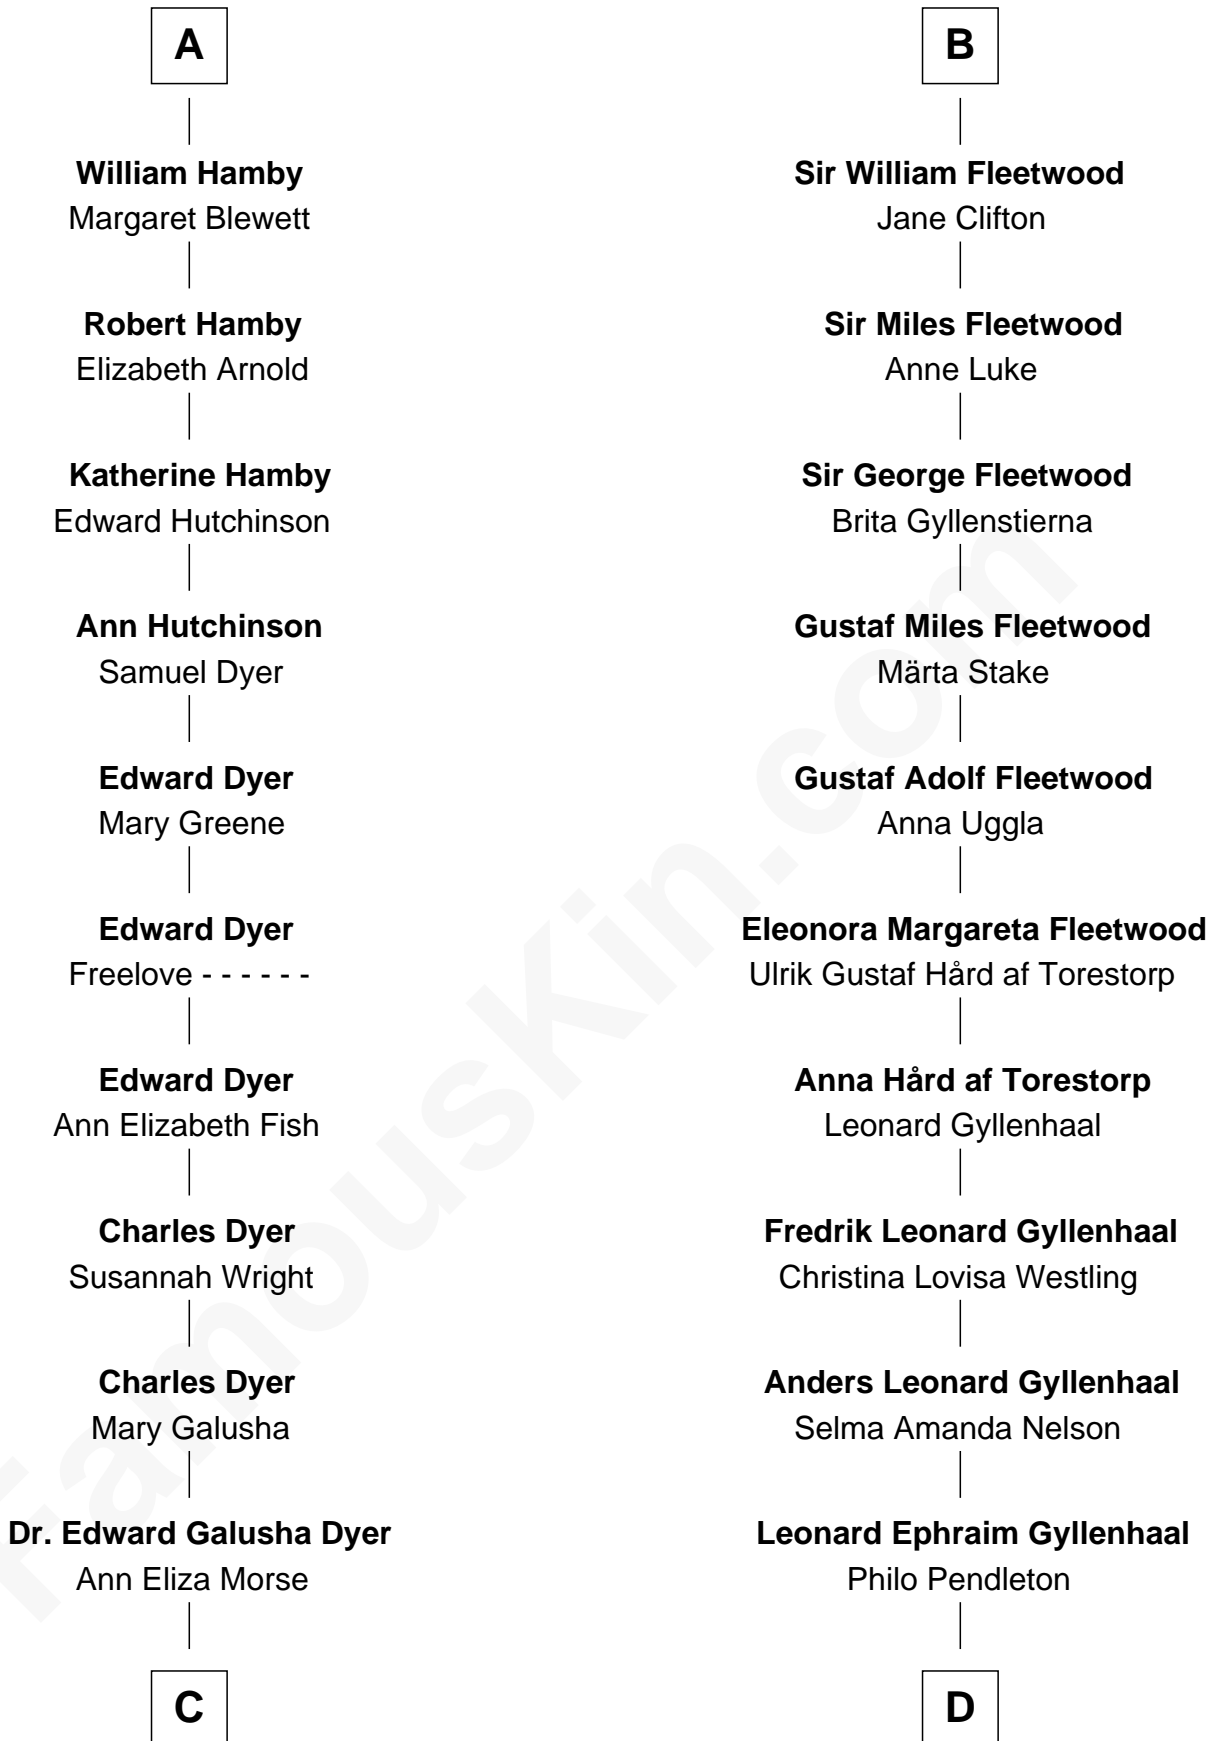 A
William Hamby
Margaret Blewett
Robert Hamby
Elizabeth Arnold
Katherine Hamby
Edward Hutchinson
Ann Hutchinson
Samuel Dyer
Edward Dyer
Mary Greene
Edward Dyer
Freelove - - - - - -
Edward Dyer
Ann Elizabeth Fish
Charles Dyer
Susannah Wright
Charles Dyer
Mary Galusha
Dr. Edward Galusha Dyer
Ann Eliza Morse
C
B
Sir William Fleetwood
Jane Clifton
Sir Miles Fleetwood
Anne Luke
Sir George Fleetwood
Brita Gyllenstierna
Gustaf Miles Fleetwood
Märta Stake
Gustaf Adolf Fleetwood
Anna Uggla
Eleonora Margareta Fleetwood
Ulrik Gustaf Hård af Torestorp
Anna Hård af Torestorp
Leonard Gyllenhaal
Fredrik Leonard Gyllenhaal
Christina Lovisa Westling
Anders Leonard Gyllenhaal
Selma Amanda Nelson
Leonard Ephraim Gyllenhaal
Philo Pendleton
D
FamousKin.com